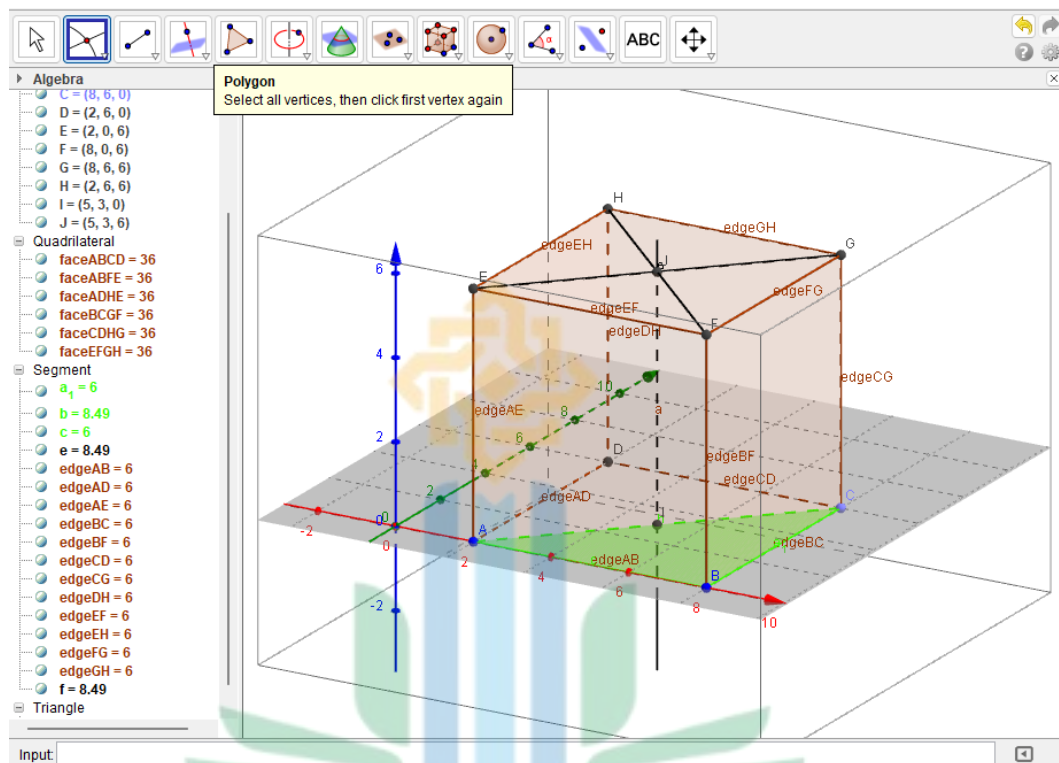 ABC
Polygon
Select all vertices, then click first vertex again
Algebra
C = (8, 6, 0)
D = (2, 6, 0)
E = (2, 0, 6)
F = (8, 0, 6)
G = (8, 6, 6)
H = (2, 6, 6)
I = (5, 3, 0)
J = (5, 3, 6)
Quadrilateral
faceABCD = 36
faceABFE = 36
faceADHE = 36
faceBCGF = 36
faceCDHG = 36
faceEFGH = 36
Segment
a₁ = 6
b = 8.49
c = 6
e = 8.49
edgeAB = 6
edgeAD = 6
edgeAE = 6
edgeBC = 6
edgeBF = 6
edgeCD = 6
edgeCG = 6
edgeDH = 6
edgeEF = 6
edgeEH = 6
edgeFG = 6
edgeGH = 6
f = 8.49
Triangle
Input:
H
edgeEH
edgeGH
G
J
6
E
edgeFG
edgeEF
F
edgeDH
4
10
edgeCG
edgeAE
8
a
2
6
D
edgeBF
4
edgeCD
2
edgeAD
C
0
0
I
-2
0
A
edgeBC
2
edgeAB
B
4
6
-2
8
10